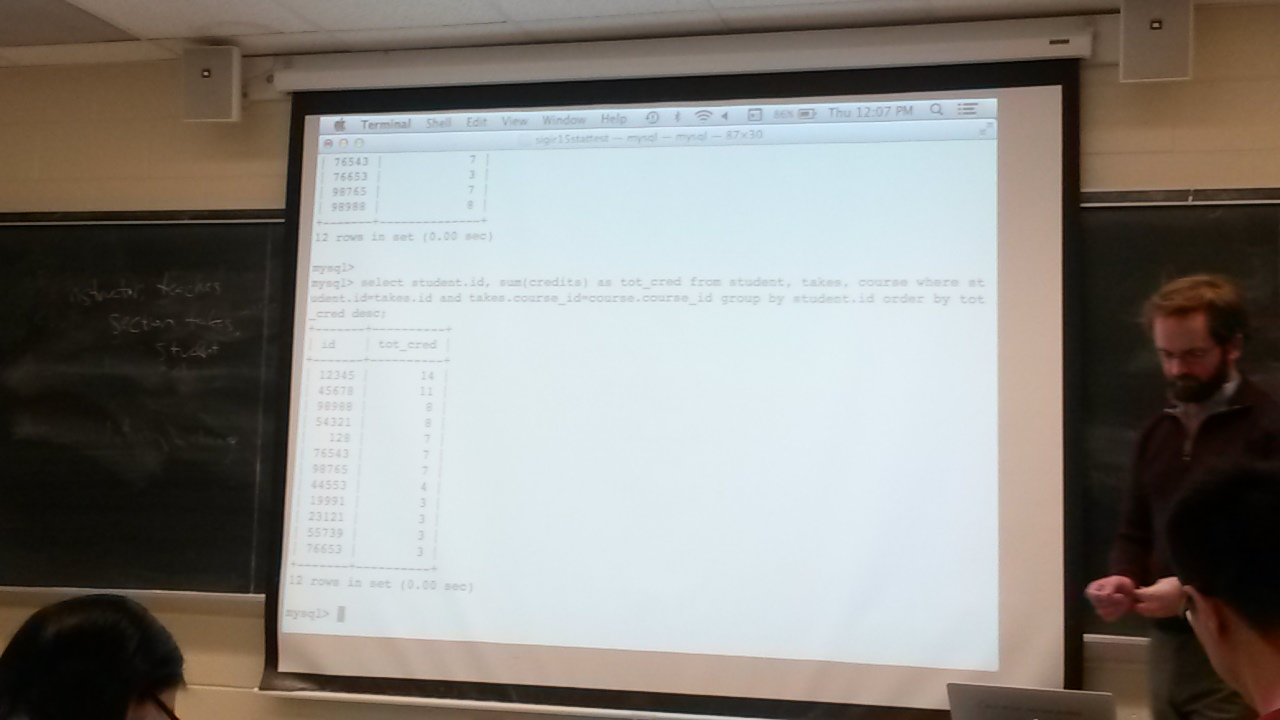 Terminal Shell Edit View Window Help 86% Thu 12:07 PM
sigir15stattest — mysql — mysql — 87×30
| 76543 | 7 |
| 76653 | 3 |
| 98765 | 7 |
| 98988 | 8 |
+-------+--------------+
12 rows in set (0.00 sec)
mysql>
mysql> select student.id, sum(credits) as tot_cred from student, takes, course where st
udent.id=takes.id and takes.course_id=course.course_id group by student.id order by tot
_cred desc;
+-------+----------+
| id | tot_cred |
+-------+----------+
| 12345 | 14 |
| 45678 | 11 |
| 98988 | 8 |
| 54321 | 8 |
| 128 | 7 |
| 76543 | 7 |
| 98765 | 7 |
| 44553 | 4 |
| 19991 | 3 |
| 23121 | 3 |
| 55739 | 3 |
| 76653 | 3 |
+-------+----------+
12 rows in set (0.00 sec)
mysql>
instructor, teaches
section takes
student